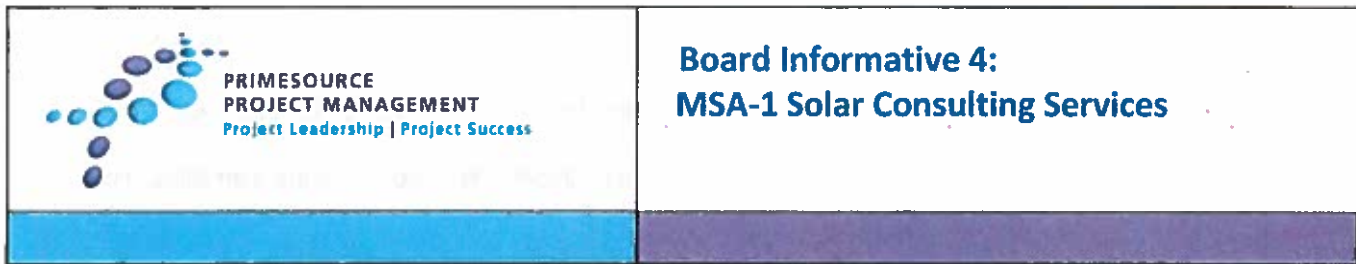 PRIMESOURCE
PROJECT MANAGEMENT
Project Leadership | Project Success
Board Informative 4:
MSA-1 Solar Consulting Services